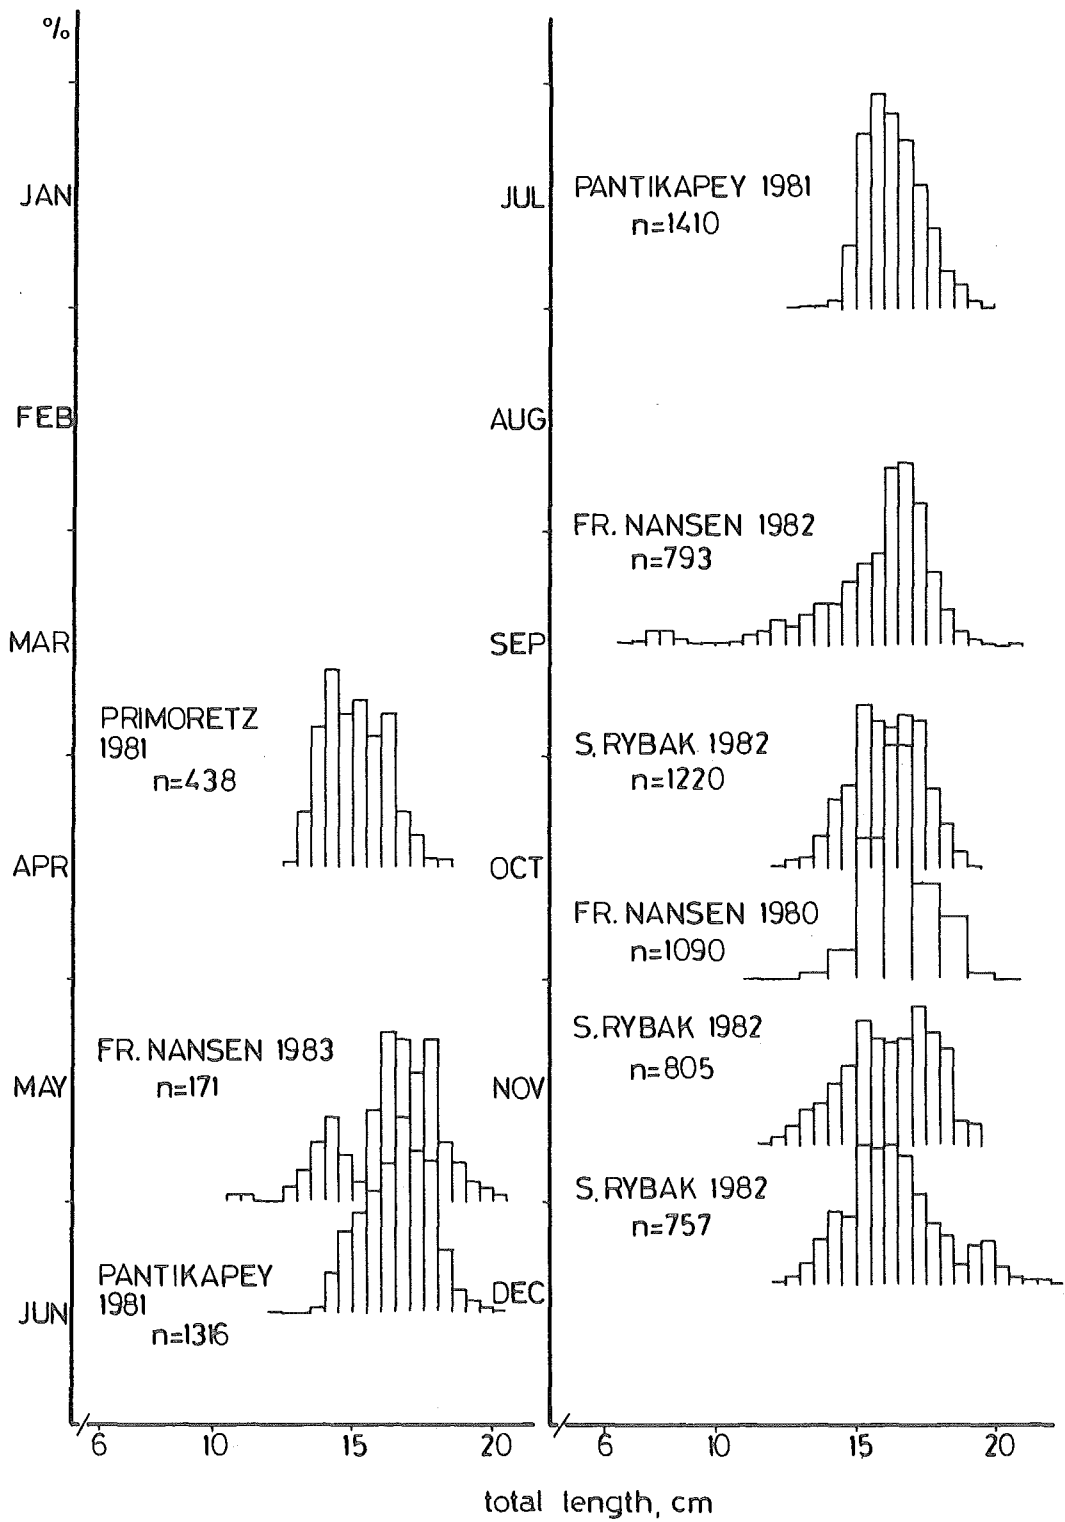 %
JAN
FEB
MAR
PRIMORETZ
1981
n=438
APR
FR. NANSEN 1983
n=171
MAY
PANTIKAPEY
1981
n=1316
JUN
6 10 15 20
PANTIKAPEY 1981
n=1410
JUL
AUG
FR. NANSEN 1982
n=793
SEP
S. RYBAK 1982
n=1220
OCT
FR. NANSEN 1980
n=1090
S. RYBAK 1982
n=805
NOV
S. RYBAK 1982
n=757
DEC
6 10 15 20
total length, cm